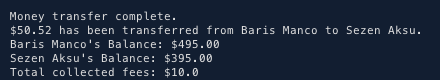 Money transfer complete.
$50.52 has been transferred from Baris Manco to Sezen Aksu.
Baris Manco's Balance: $495.00
Sezen Aksu's Balance: $395.00
Total collected fees: $10.0